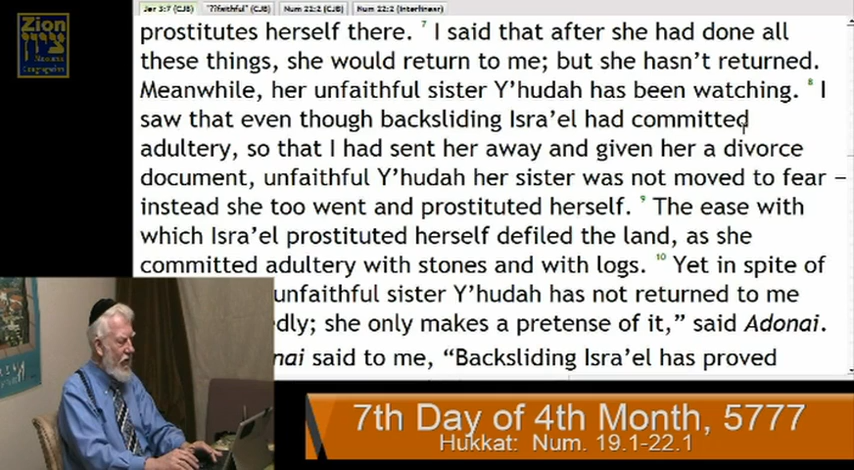 Zion
ציון
Messianic
Congregation
Jer 3:7 (CJB)
"??faithful" (CJB)
Num 22:2 (CJB)
Num 22:2 (Interlinear)
prostitutes herself there. 7 I said that after she had done all
these things, she would return to me; but she hasn't returned.
Meanwhile, her unfaithful sister Y'hudah has been watching. 8 I
saw that even though backsliding Isra'el had committed
adultery, so that I had sent her away and given her a divorce
document, unfaithful Y'hudah her sister was not moved to fear –
instead she too went and prostituted herself. 9 The ease with
which Isra'el prostituted herself defiled the land, as she
committed adultery with stones and with logs. 10 Yet in spite of
unfaithful sister Y'hudah has not returned to me
dly; she only makes a pretense of it," said Adonai.
nai said to me, "Backsliding Isra'el has proved
7th Day of 4th Month, 5777
Hukkat: Num. 19.1-22.1